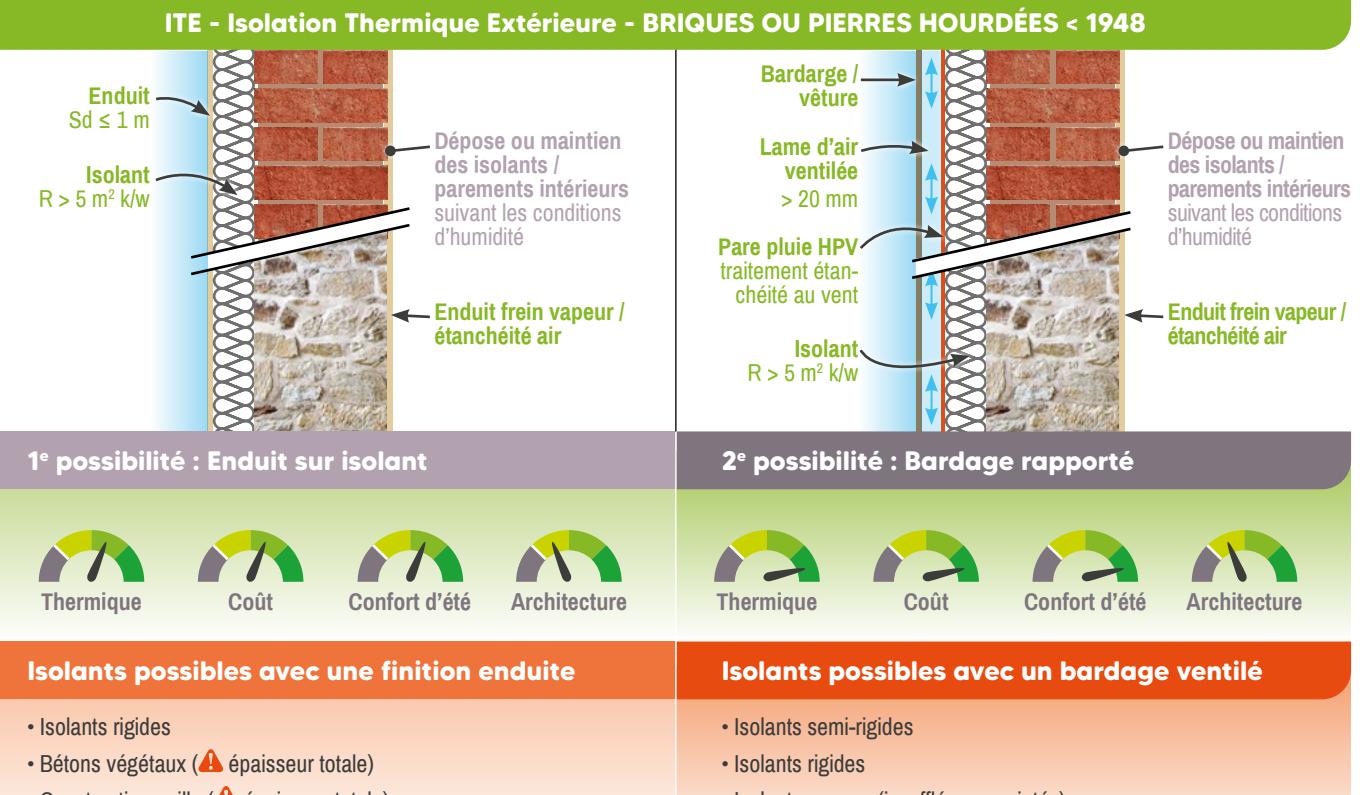 ITE - Isolation Thermique Extérieure - BRIQUES OU PIERRES HOURDÉES < 1948
Enduit
Sd ≤ 1 m
Isolant
R > 5 m² k/w
Dépose ou maintien
des isolants /
parements intérieurs
suivant les conditions
d'humidité
Enduit frein vapeur /
étanchéité air
Bardarge /
vêture
Lame d'air
ventilée
> 20 mm
Pare pluie HPV
traitement étan-
chéité au vent
Isolant
R > 5 m² k/w
Dépose ou maintien
des isolants /
parements intérieurs
suivant les conditions
d'humidité
Enduit frein vapeur /
étanchéité air
1e possibilité : Enduit sur isolant
Thermique
Coût
Confort d'été
Architecture
Isolants possibles avec une finition enduite
• Isolants rigides
• Bétons végétaux (⚠ épaisseur totale)
2e possibilité : Bardage rapporté
Thermique
Coût
Confort d'été
Architecture
Isolants possibles avec un bardage ventilé
• Isolants semi-rigides
• Isolants rigides